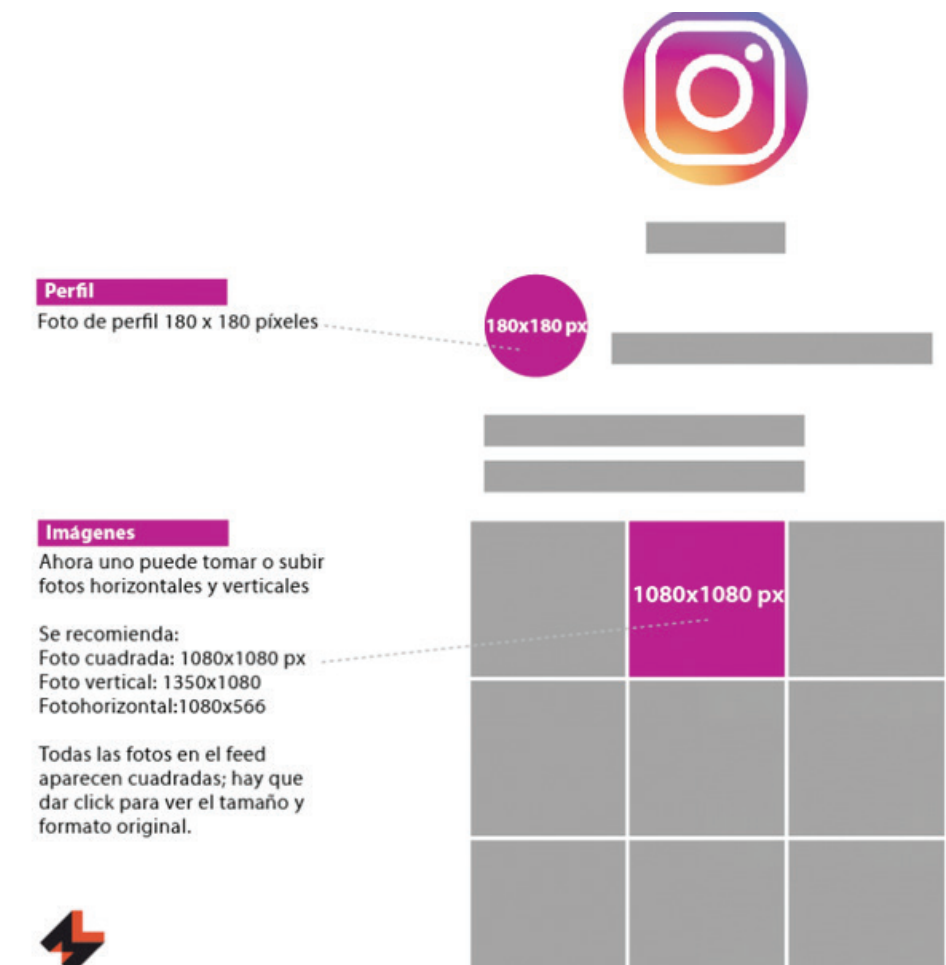 Perfil
Foto de perfil 180 x 180 píxeles
180x180 px
Imágenes
Ahora uno puede tomar o subir
fotos horizontales y verticales
Se recomienda:
Foto cuadrada: 1080x1080 px
Foto vertical: 1350x1080
Fotohorizontal:1080x566
Todas las fotos en el feed
aparecen cuadradas; hay que
dar click para ver el tamaño y
formato original.
1080x1080 px